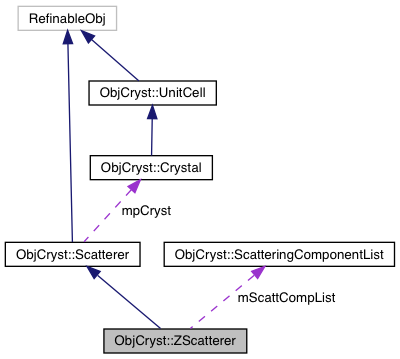 RefinableObj
ObjCryst::UnitCell
ObjCryst::Crystal
mpCryst
ObjCryst::Scatterer
ObjCryst::ScatteringComponentList
mScattCompList
ObjCryst::ZScatterer